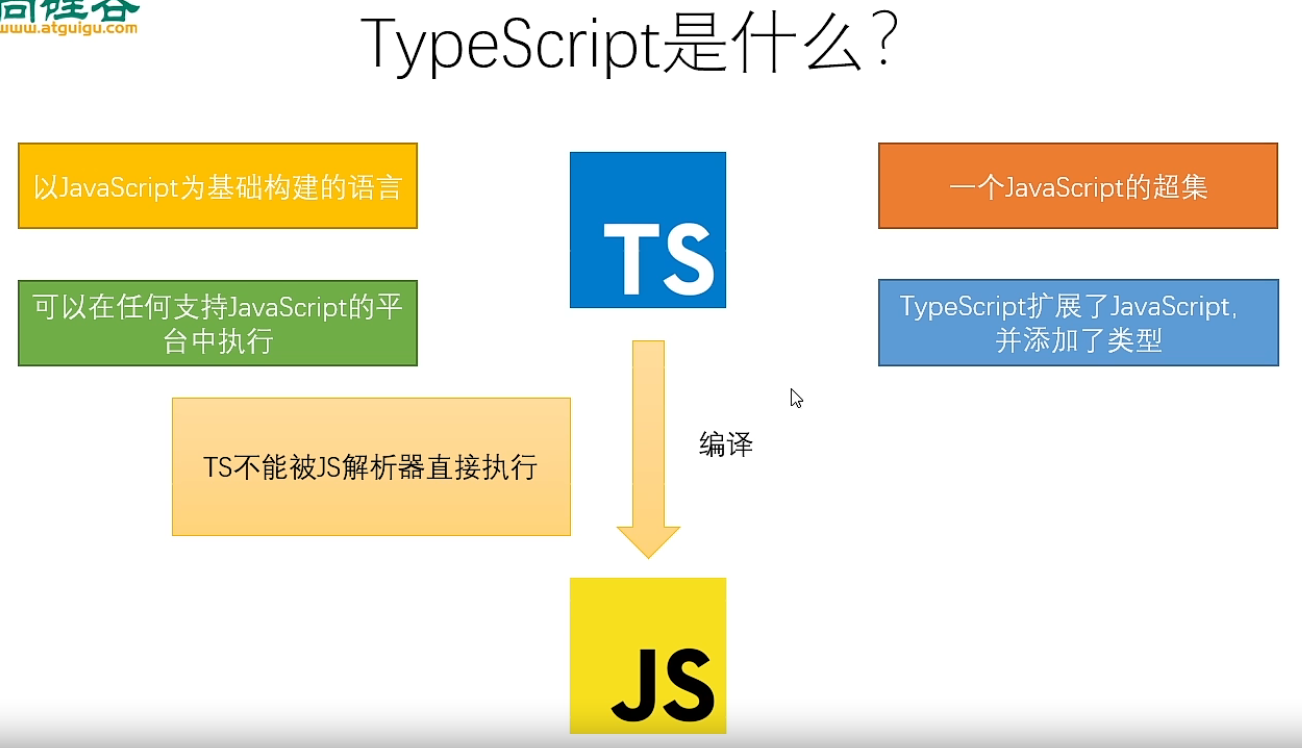 尚硅谷
www.atguigu.com
TypeScript是什么?
以JavaScript为基础构建的语言
一个JavaScript的超集
TS
可以在任何支持JavaScript的平
台中执行
TypeScript扩展了JavaScript,
并添加了类型
TS不能被JS解析器直接执行
编译
JS